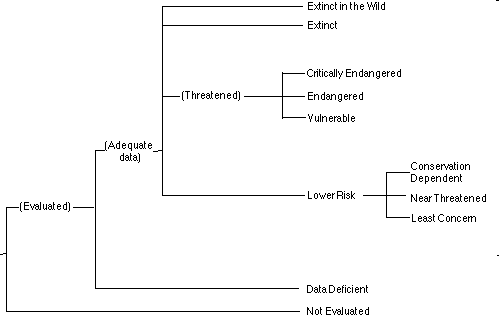 Extinct in the Wild
Extinct
Critically Endangered
(Threatened)
Endangered
Vulnerable
(Adequate
data)
Conservation
Dependent
Lower Risk
Near Threatened
Least Concern
(Evaluated)
Data Deficient
Not Evaluated